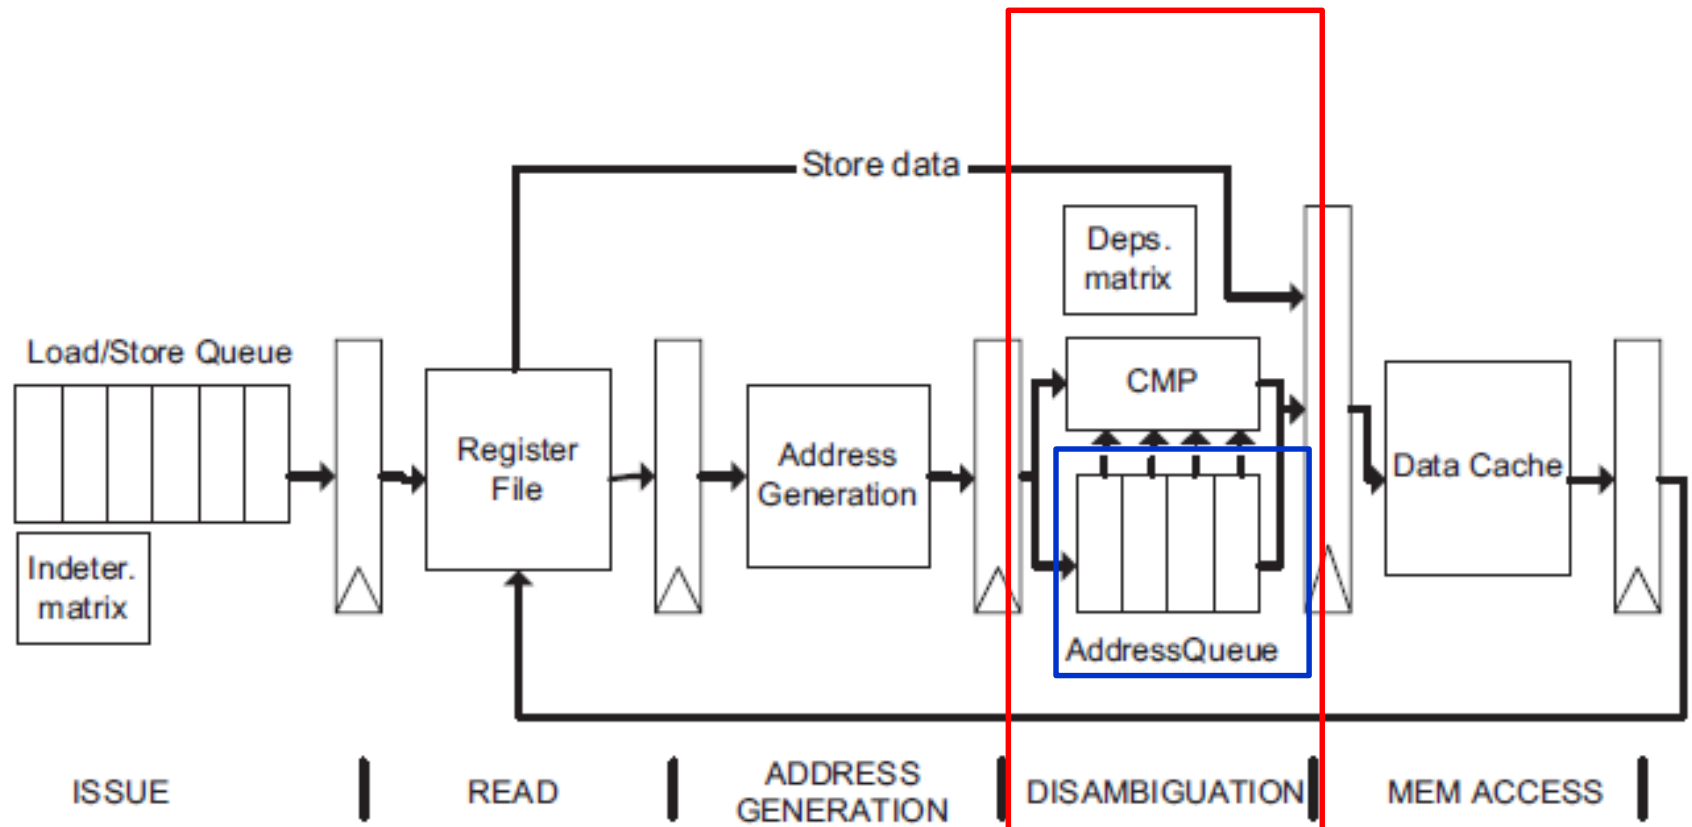 Store data
Deps.
matrix
Load/Store Queue
CMP
Register
File
Address
Generation
Data Cache
Indeter.
matrix
AddressQueue
ISSUE
READ
ADDRESS
GENERATION
DISAMBIGUATION
MEM ACCESS